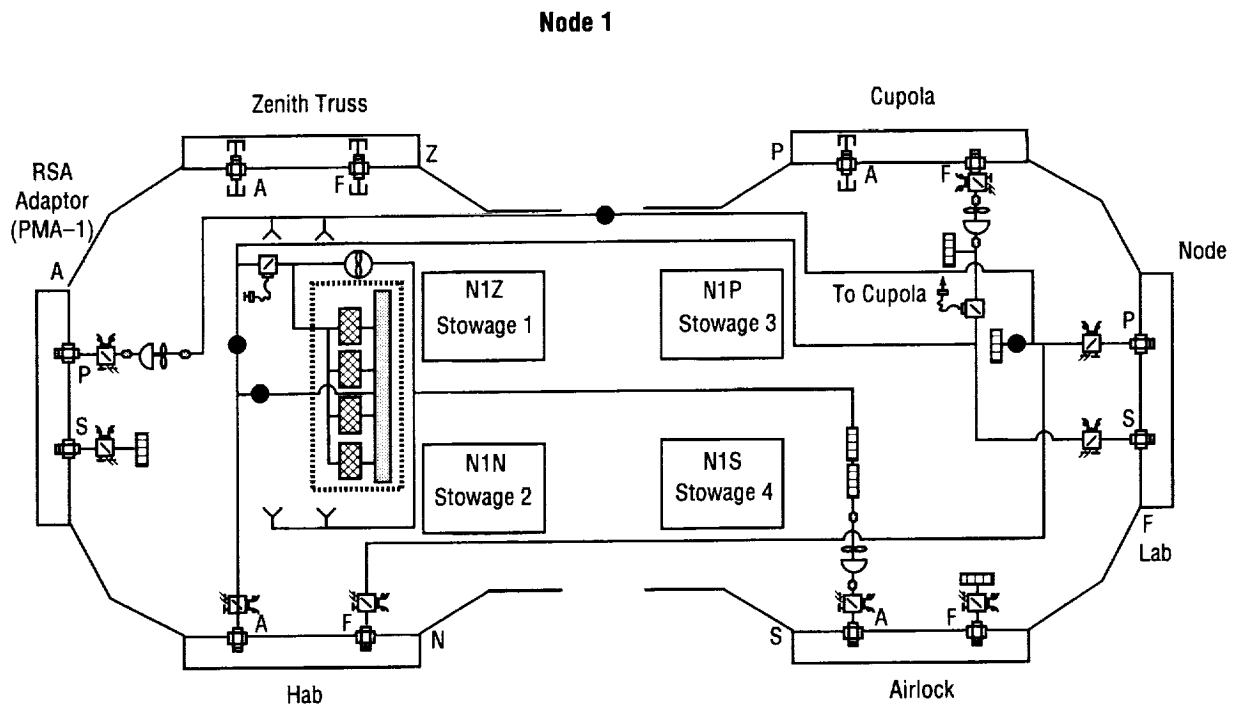 Node 1
Zenith Truss
Cupola
RSA
Adaptor
(PMA–1)
Z
P
A
F
A
F
A
Node
N1Z
Stowage 1
N1P
Stowage 3
To Cupola
P
P
S
S
N1N
Stowage 2
N1S
Stowage 4
F
Lab
A
F
N
S
A
F
Hab
Airlock